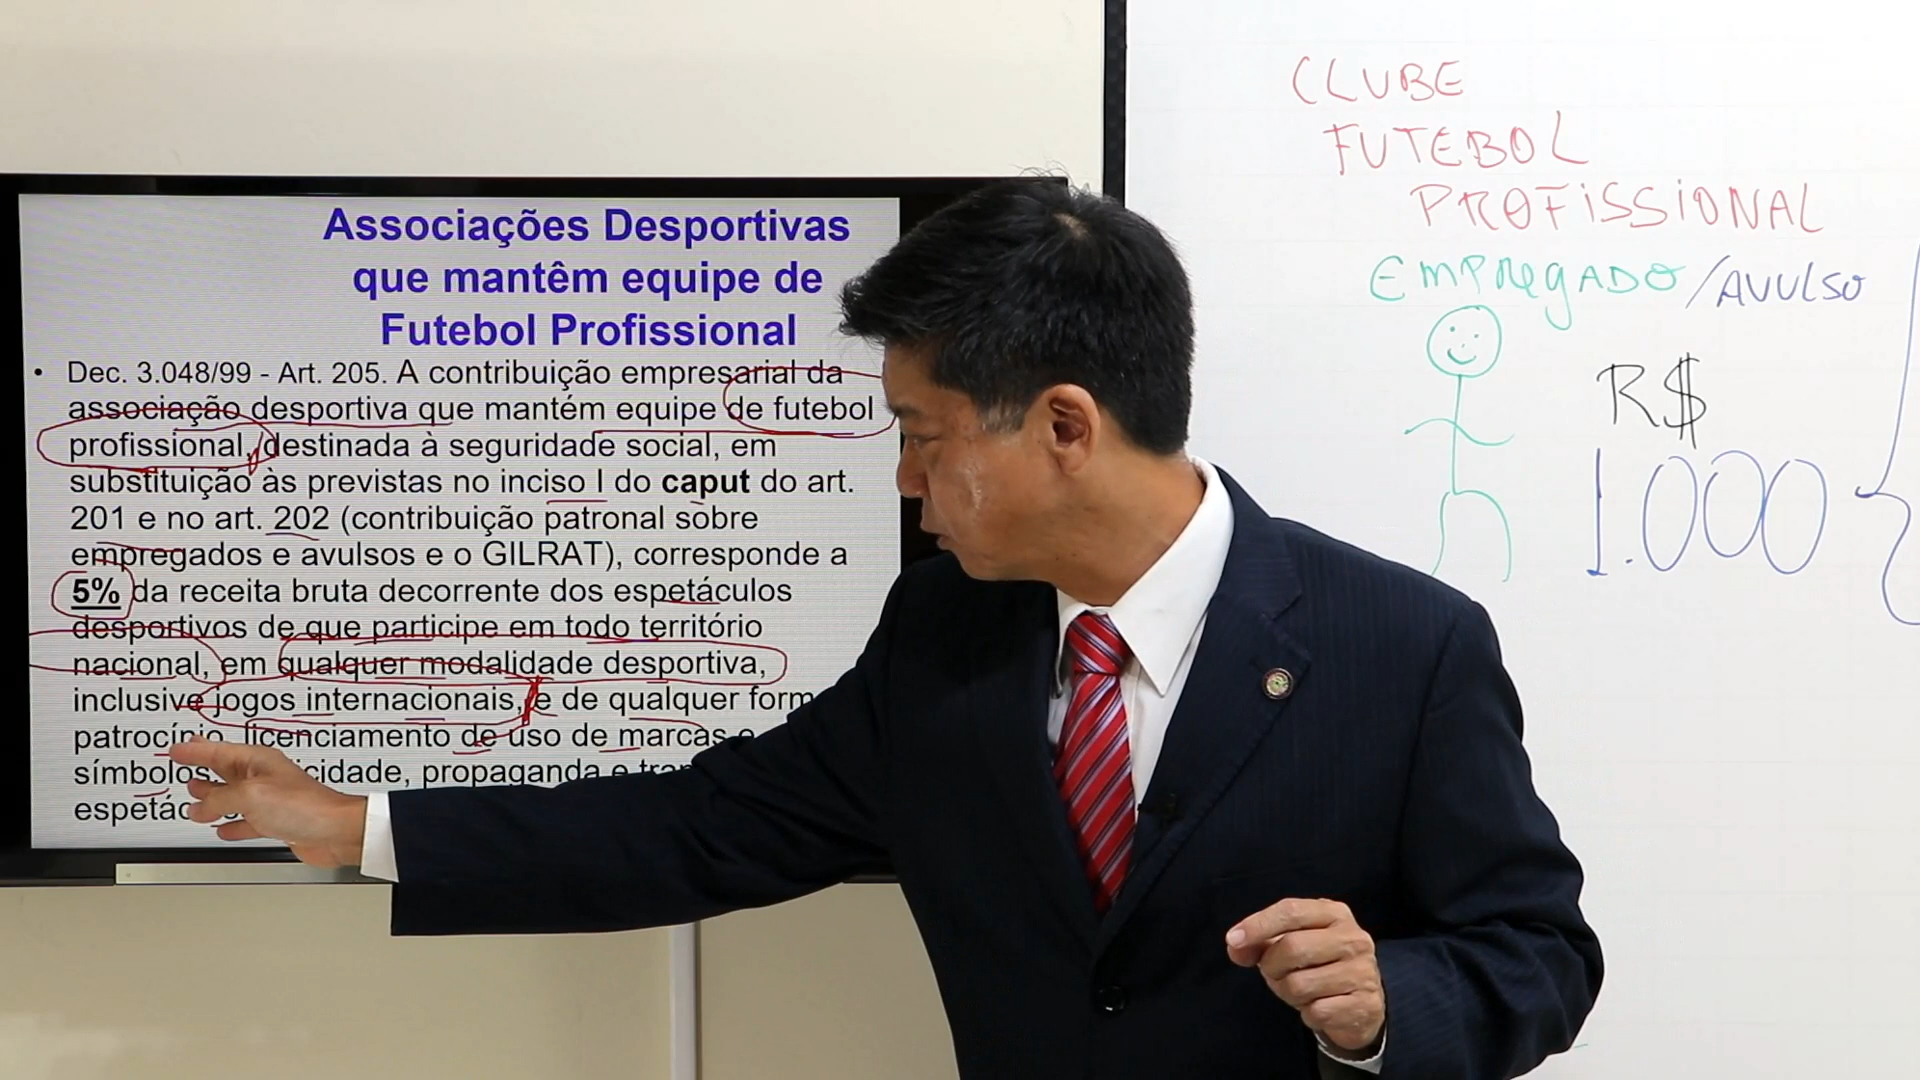 Associações Desportivas
que mantêm equipe de
Futebol Profissional
• Dec. 3.048/99 - Art. 205. A contribuição empresarial da
associação desportiva que mantém equipe de futebol
profissional, destinada à seguridade social, em
substituição às previstas no inciso I do caput do art.
201 e no art. 202 (contribuição patronal sobre
empregados e avulsos e o GILRAT), corresponde a
5% da receita bruta decorrente dos espetáculos
desportivos de que participe em todo território
nacional, em qualquer modalidade desportiva,
inclusive jogos internacionais, e de qualquer form
patrocínio, licenciamento de uso de marcas e
símbolos, propaganda e
CLUBE
FUTEBOL
PROFISSIONAL
EMPREGADO/AVULSO
R$
1.000